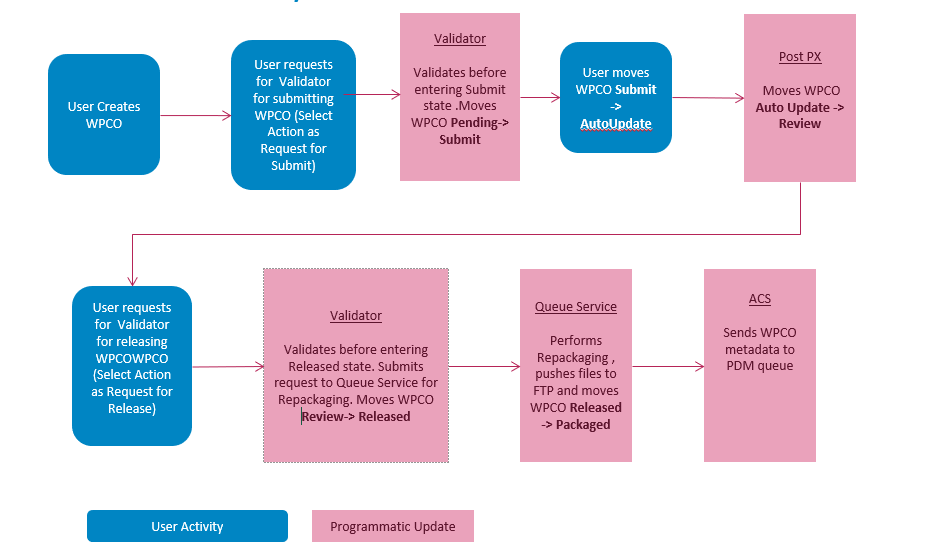 User Creates
WPCO
User requests
for  Validator
for submitting
WPCO (Select
Action as
Request for
Submit)
Validator
Validates before
entering Submit
state .Moves
WPCO Pending->
Submit
User moves
WPCO Submit
->
AutoUpdate
Post PX
Moves WPCO
Auto Update ->
Review
User requests
for  Validator
for releasing
WPCOWPCO
(Select Action
as Request for
Release)
Validator
Validates before entering
Released state. Submits
request to Queue Service for
Repackaging. Moves WPCO
Review-> Released
Queue Service
Performs
Repackaging ,
pushes files to
FTP and moves
WPCO Released
-> Packaged
ACS
Sends WPCO
metadata to
PDM queue
User Activity
Programmatic Update